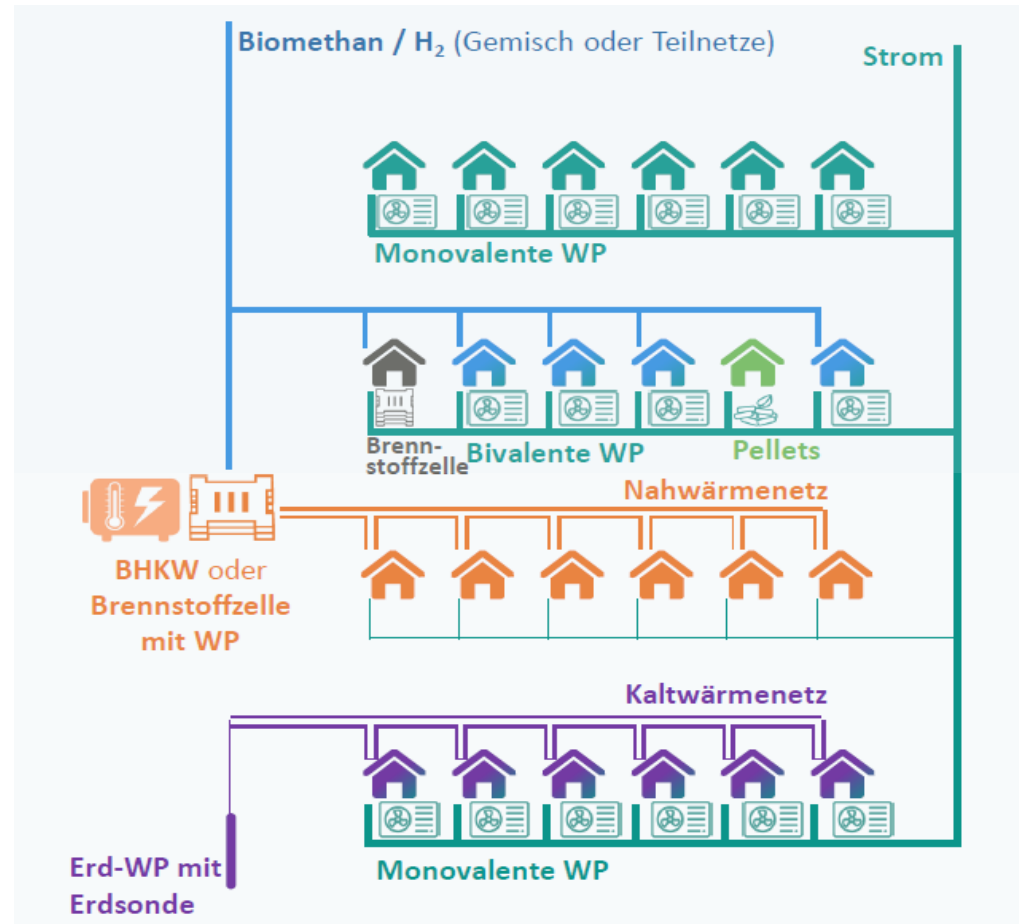 Biomethan / H₂ (Gemisch oder Teilnetze)
Strom
Monovalente WP
Brenn-
stoffzelle
Bivalente WP
Pellets
Nahwärmenetz
BHKW oder
Brennstoffzelle
mit WP
Kaltwärmenetz
Erd-WP mit
Erdsonde
Monovalente WP